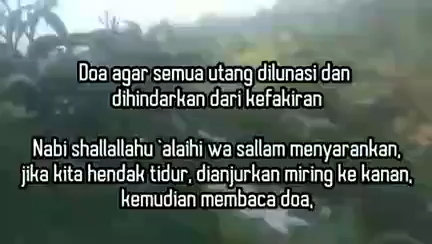 Doa agar semua utang dilunasi dan
dihindarkan dari kefakiran
Nabi shallallahu `alaihi wa sallam menyarankan,
jika kita hendak tidur, dianjurkan miring ke kanan,
kemudian membaca doa,